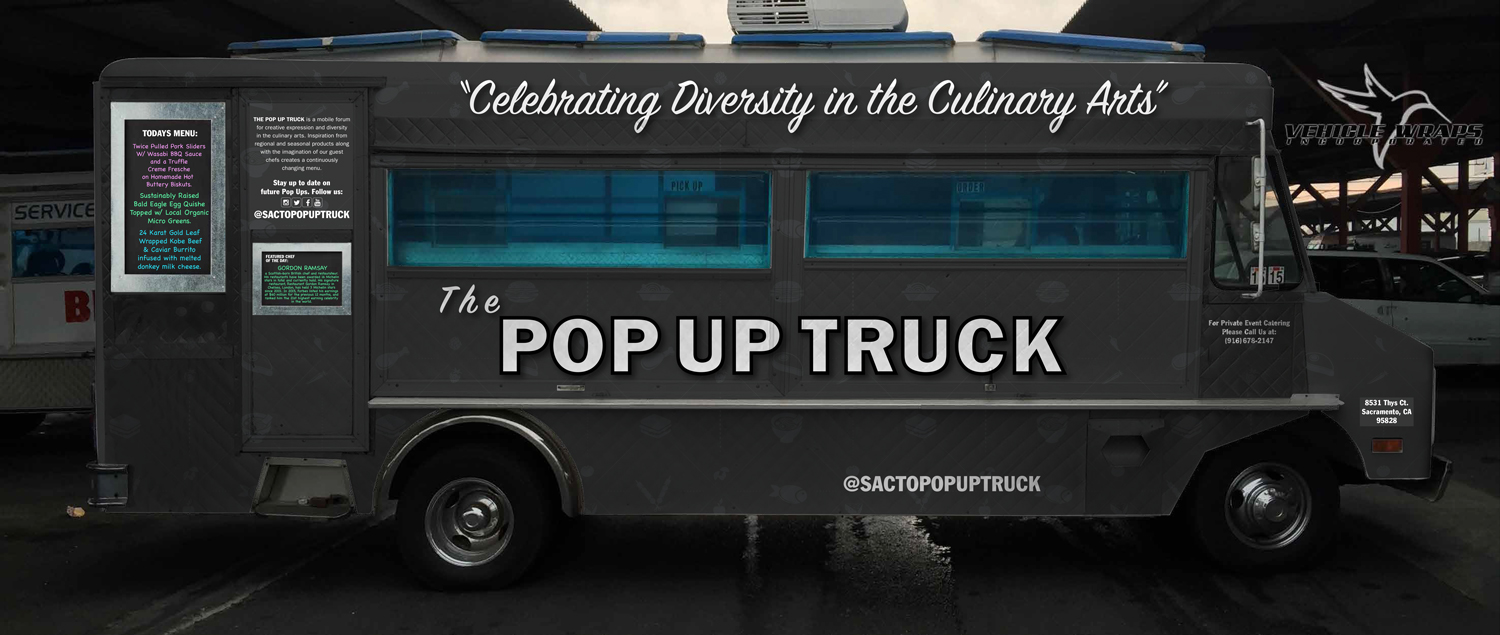 "Celebrating Diversity in the Culinary Arts"
VEHICLE WRAPS
INCORPORATED
TODAYS MENU:
Twice Pulled Pork Sliders
W/ Wasabi BBQ Sauce
and a Truffle
Creme Fresche
on Homemade Hot
Buttery Biskuts.
Sustainably Raised
Bald Eagle Egg Quishe
Topped w/ Local Organic
Micro Greens.
24 Karat Gold Leaf
Wrapped Kobe Beef
& Caviar Burrito
infused with melted
donkey milk cheese.
THE POP UP TRUCK is a mobile forum
for creative expression and diversity
in the culinary arts. Inspiration from
regional and seasonal products along
with the imagination of our guest
chefs creates a continuously
changing menu.
Stay up to date on
future Pop Ups. Follow us:
@SACTOPOPUPTRUCK
FEATURED CHEF
OF THE DAY:
GORDON RAMSAY
PICK UP
ORDER
SERVICE
B
The
POP UP TRUCK
15
For Private Event Catering
Please Call Us at:
(916)678-2147
8531 Thys Ct.
Sacramento, CA
95828
@SACTOPOPUPTRUCK